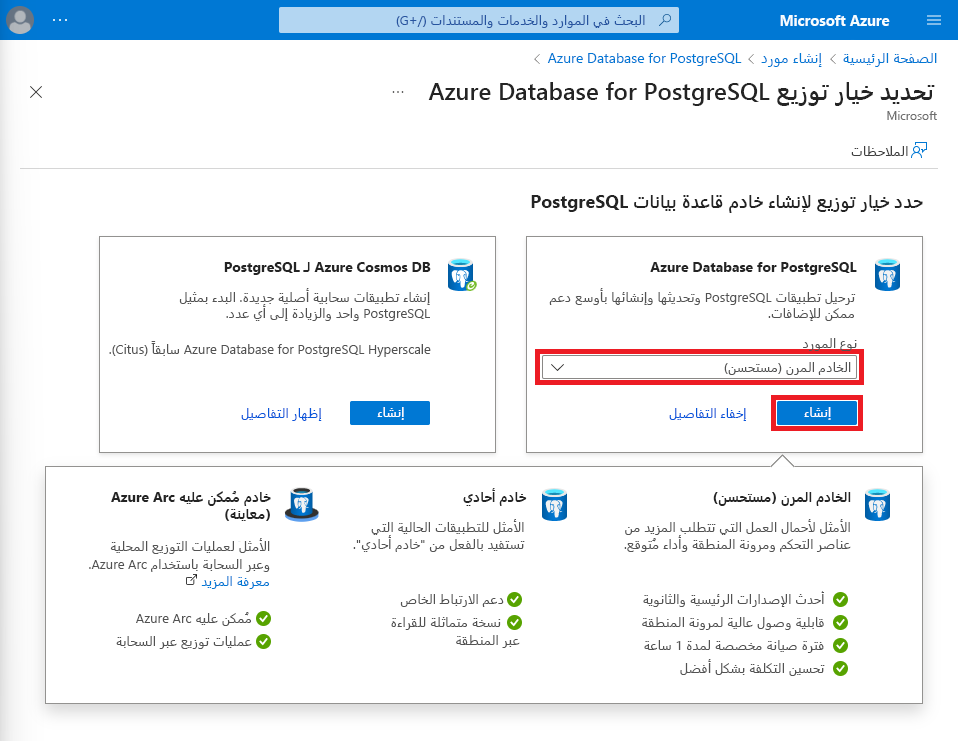 Microsoft Azure
البحث في الموارد والخدمات والمستندات (/+G)
...
الصفحة الرئيسية > إنشاء مورد > Azure Database for PostgreSQL >
تحديد خيار توزيع Azure Database for PostgreSQL ...
Microsoft
الملاحظات
حدد خيار توزيع لإنشاء خادم قاعدة بيانات PostgreSQL
Azure Database for PostgreSQL
ترحيل تطبيقات PostgreSQL وتحديثها وإنشائها بأوسع دعم
ممكن للإضافات.
نوع المورد
الخادم المرن (مستحسن)
إنشاء
إخفاء التفاصيل
Azure Cosmos DB لـ PostgreSQL
إنشاء تطبيقات سحابية أصلية جديدة. البدء بمثيل
PostgreSQL واحد والزيادة إلى أي عدد.
Azure Database for PostgreSQL Hyperscale سابقاً (Citus).
إنشاء
إظهار التفاصيل
الخادم المرن (مستحسن)
الأمثل لأحمال العمل التي تتطلب المزيد من
عناصر التحكم ومرونة المنطقة وأداء مُتوقع.
أحدث الإصدارات الرئيسية والثانوية
قابلية وصول عالية لمرونة المنطقة
فترة صيانة مخصصة لمدة 1 ساعة
تحسين التكلفة بشكل أفضل
خادم أحادي
الأمثل للتطبيقات الحالية التي
تستفيد بالفعل من "خادم أحادي".
دعم الارتباط الخاص
نسخة متماثلة للقراءة
عبر المنطقة
خادم مُمكن عليه Azure Arc
(معاينة)
الأمثل لعمليات التوزيع المحلية
وعبر السحابة باستخدام Azure Arc.
معرفة المزيد
مُمكن عليه Azure Arc
عمليات توزيع عبر السحابة